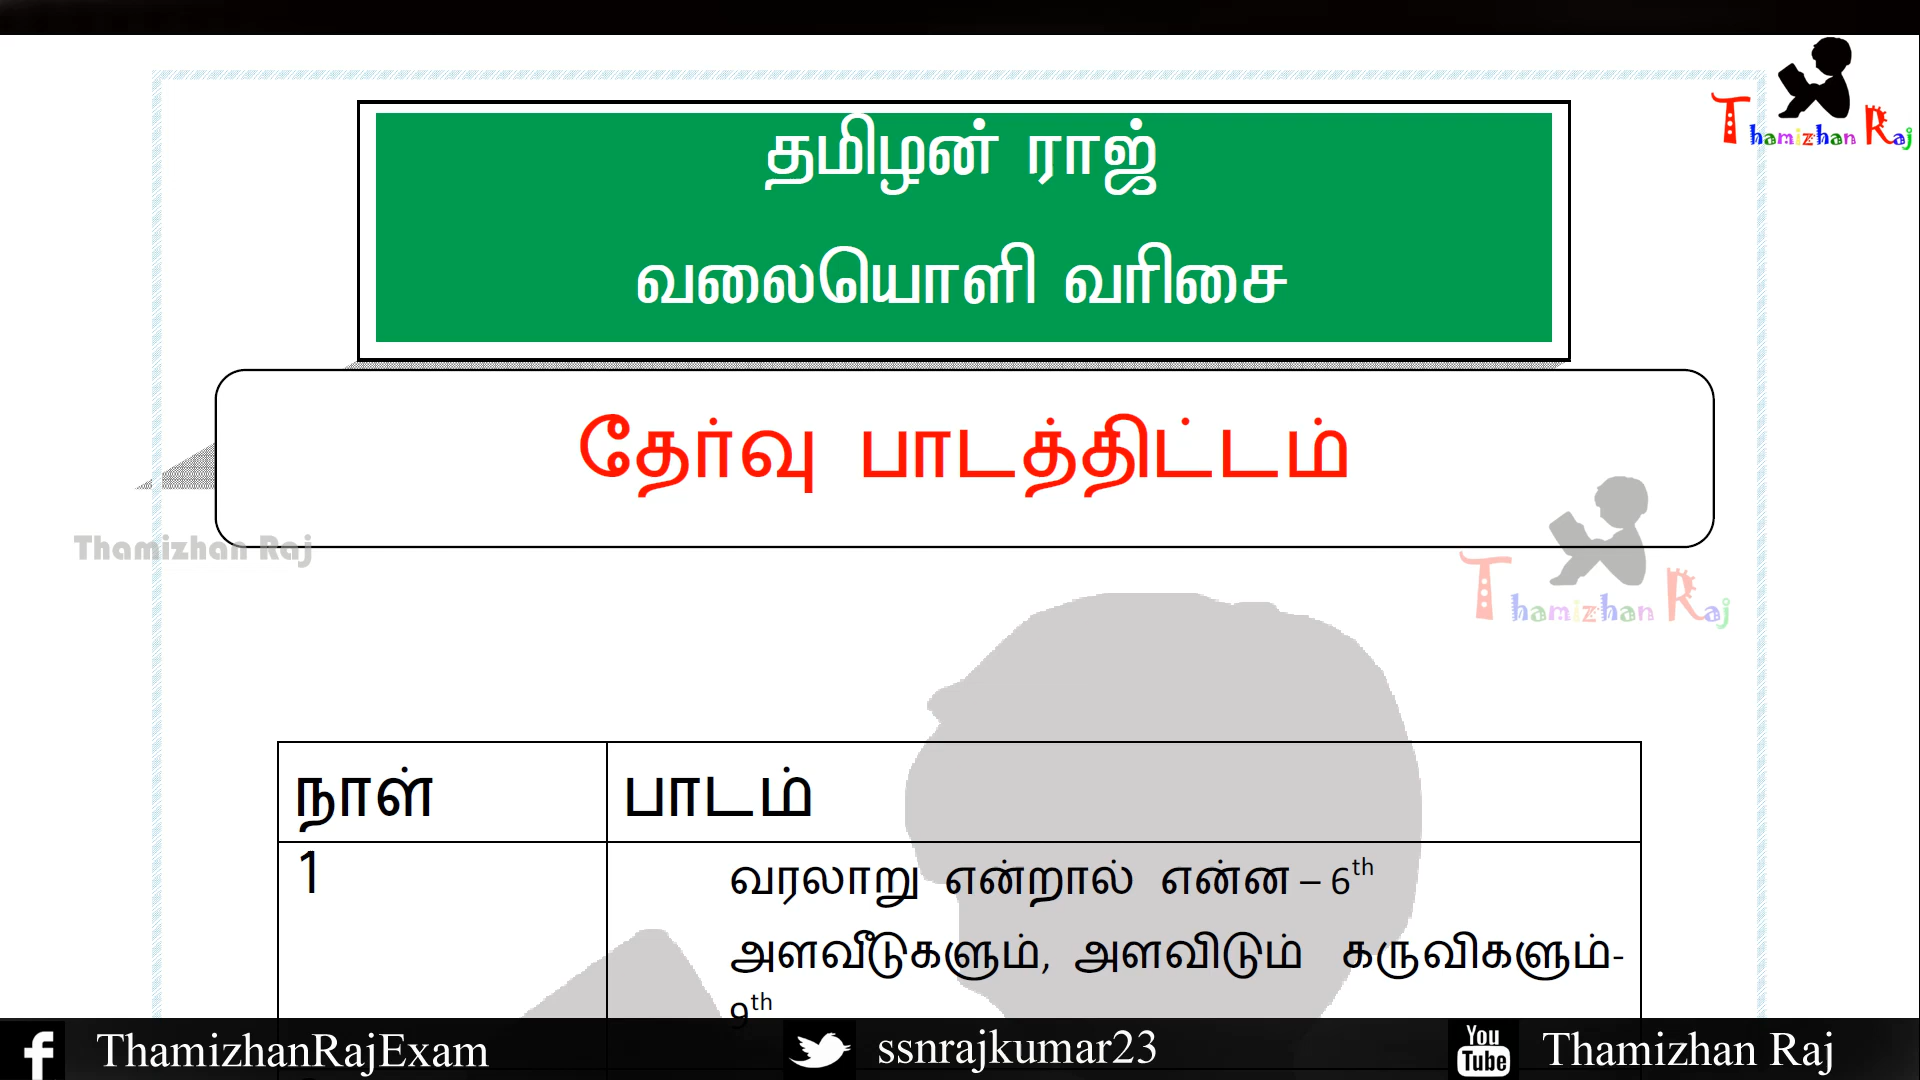 Thamizhan Raj
தமிழன் ராஜ்
வலையொளி வரிசை
தேர்வு பாடத்திட்டம்
Thamizhan Raj
Thamizhan Raj
நாள் பாடம்
1 வரலாறு என்றால் என்ன – 6th
அளவீடுகளும், அளவிடும் கருவிகளும்-
9th
ThamizhanRajExam ssnrajkumar23 You Tube Thamizhan Raj